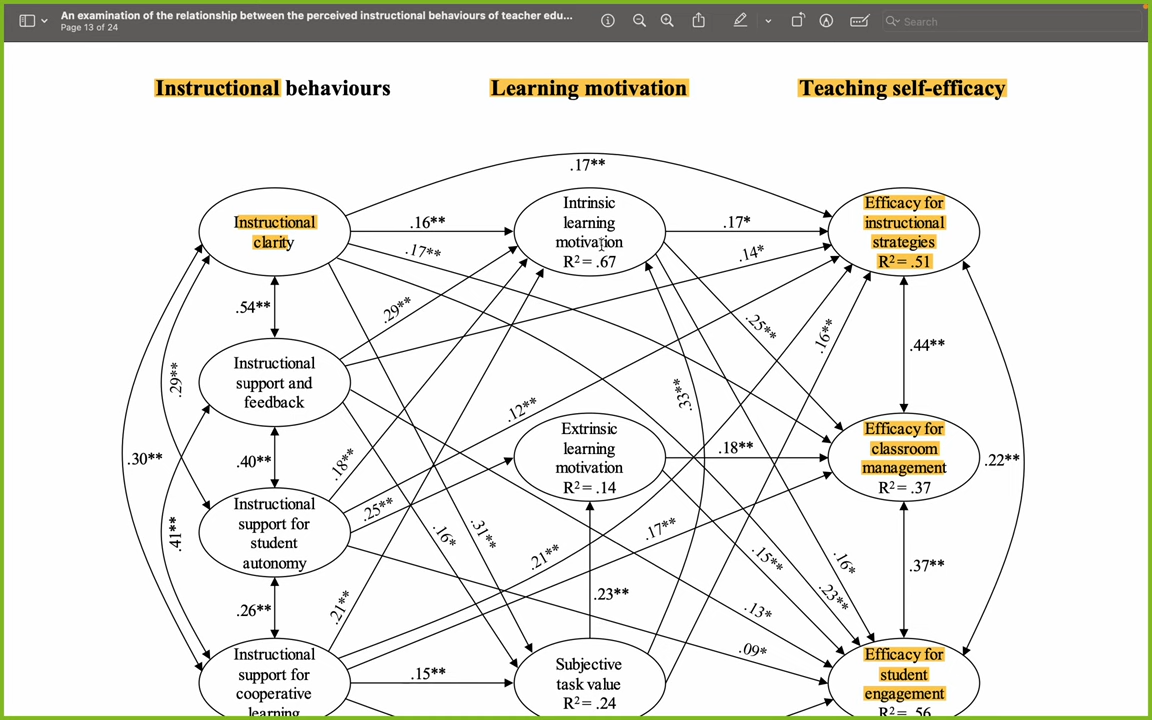 An examination of the relationship between the perceived instructional behaviours of teacher edu...
Page 13 of 24
Search
Instructional behaviours
Learning motivation
Teaching self-efficacy
.17**
Instructional
clarity
.16**
.17**
Intrinsic
learning
motivation
R² = .67
.17*
.14*
Efficacy for
instructional
strategies
R² = .51
.54**
.29**
.29**
.25**
.16**
.44**
Instructional
support and
feedback
.33**
.12**
.30**
.40**
.18**
.25**
Extrinsic
learning
motivation
R² = .14
.18**
Efficacy for
classroom
management
R² = .37
.22**
.41**
Instructional
support for
student
autonomy
.16*
.31**
.21**
.17**
.15**
.16*
.23**
.37**
.26**
.21**
.23**
.13*
.09*
Instructional
support for
cooperative
learning
.15**
Subjective
task value
R² = .24
Efficacy for
student
engagement
R² = .56